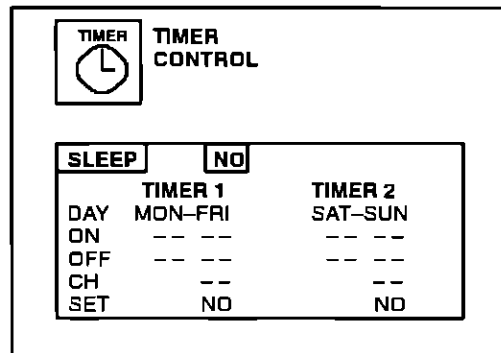 TIMER
TIMER
CONTROL
SLEEP NO
TIMER 1 TIMER 2
DAY MON–FRI SAT–SUN
ON –– –– –– ––
OFF –– –– –– ––
CH –– ––
SET NO NO